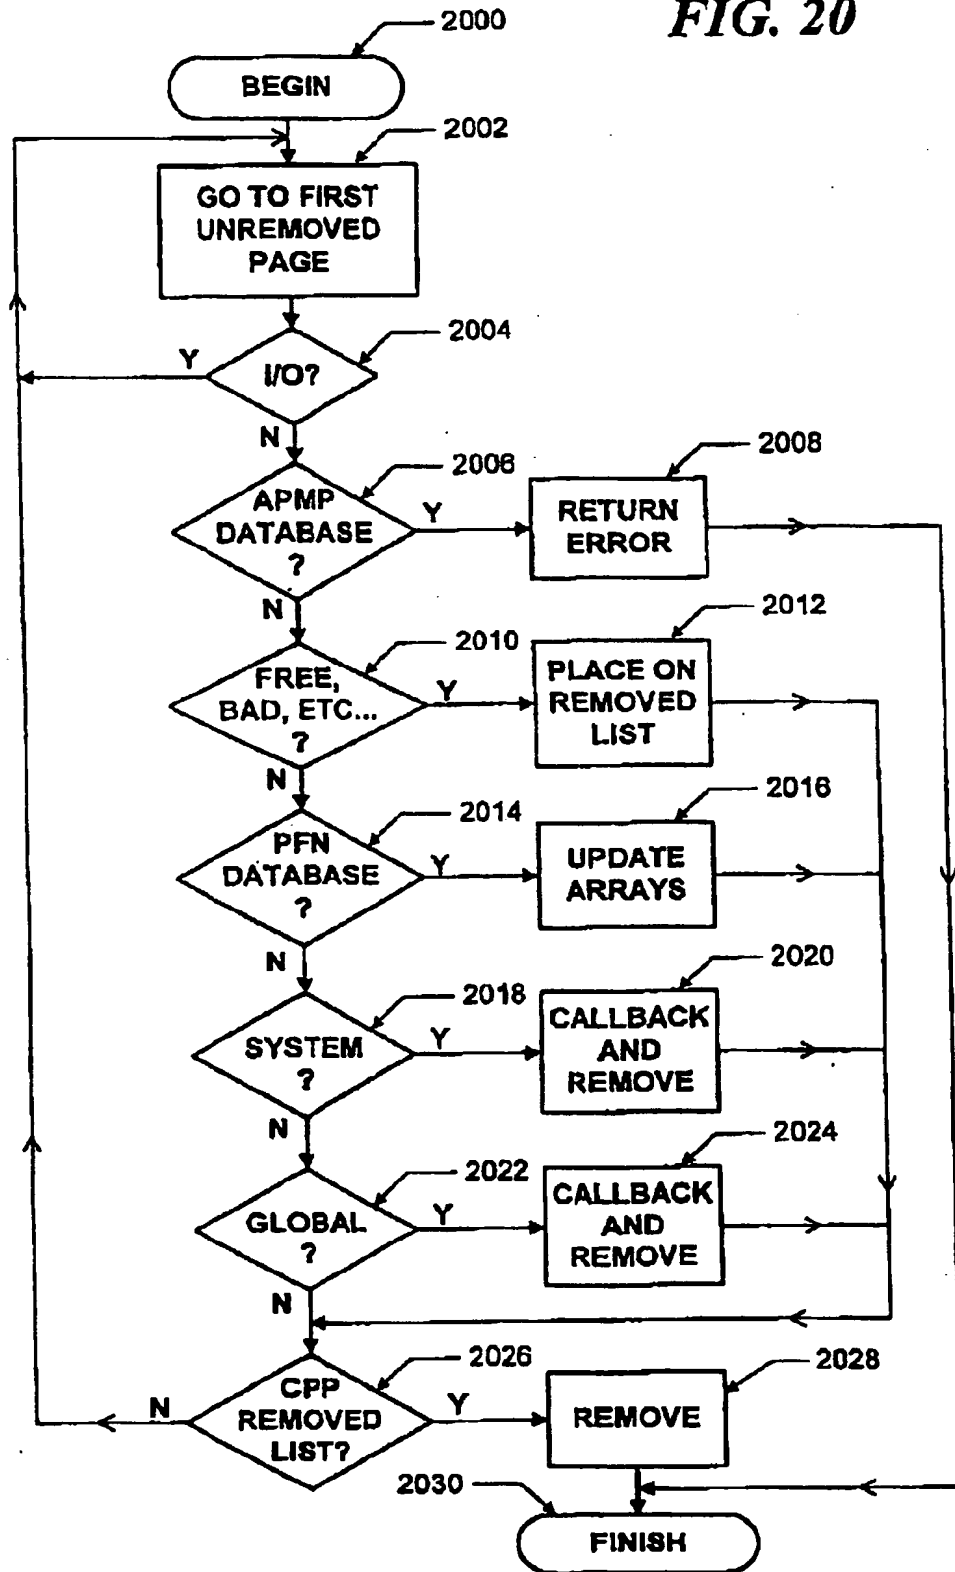 FIG. 20
2000
BEGIN
2002
GO TO FIRST
UNREMOVED
PAGE
2004
I/O?
Y
N
2006
APMP
DATABASE
?
Y
N
2008
RETURN
ERROR
2010
FREE,
BAD, ETC...
?
Y
N
2012
PLACE ON
REMOVED
LIST
2014
PFN
DATABASE
?
Y
N
2016
UPDATE
ARRAYS
2018
SYSTEM
?
Y
N
2020
CALLBACK
AND
REMOVE
2022
GLOBAL
?
Y
N
2024
CALLBACK
AND
REMOVE
2026
CPP
REMOVED
LIST?
N
Y
2028
REMOVE
2030
FINISH